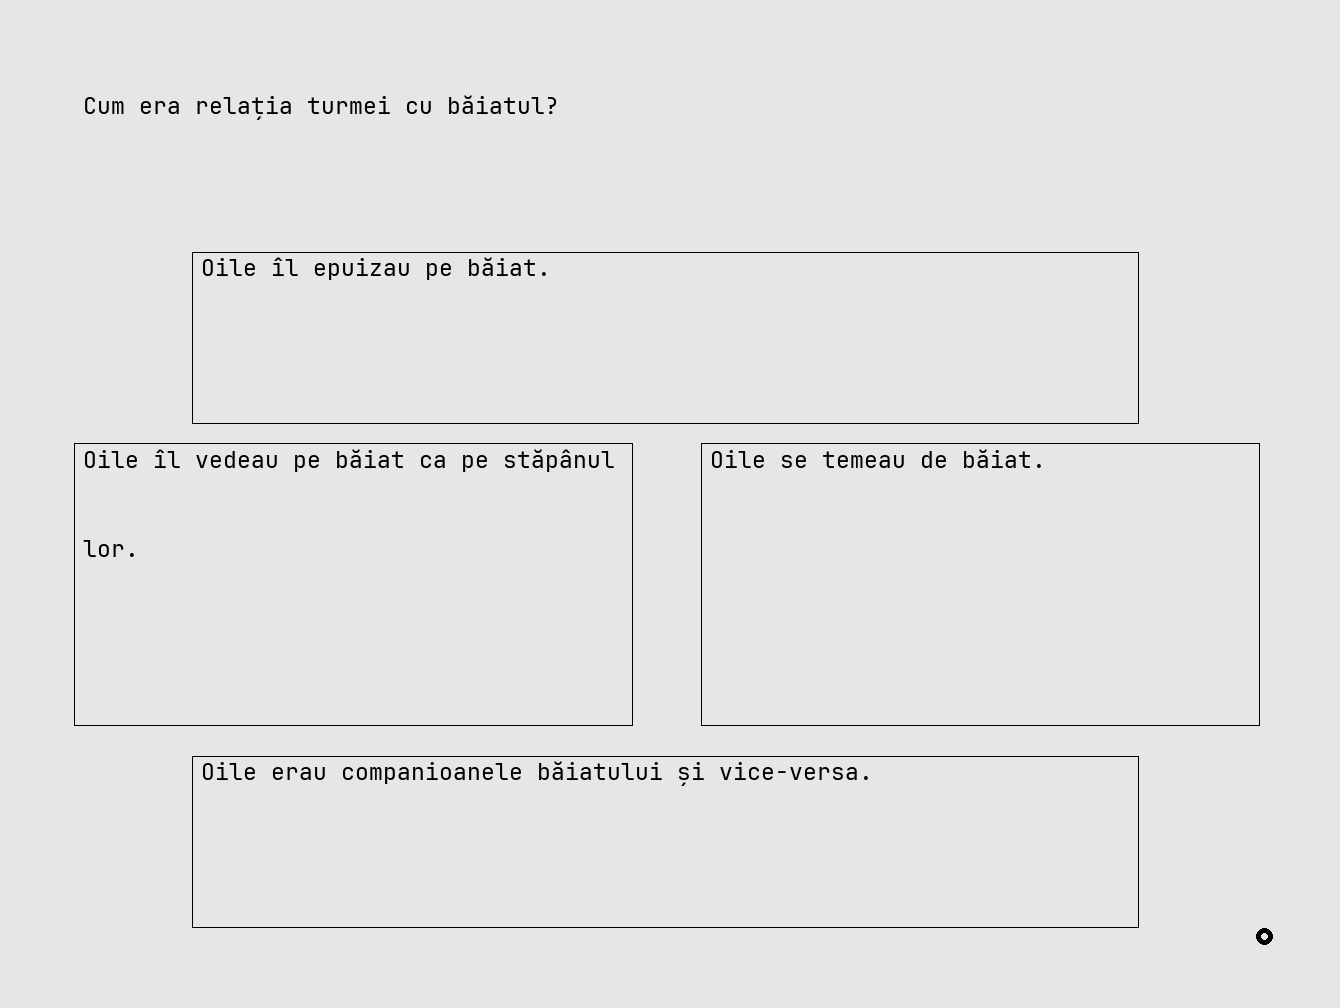 Cum era relația turmei cu băiatul?
Oile îl epuizau pe băiat.
Oile îl vedeau pe băiat ca pe stăpânul
lor.
Oile se temeau de băiat.
Oile erau companioanele băiatului și vice-versa.